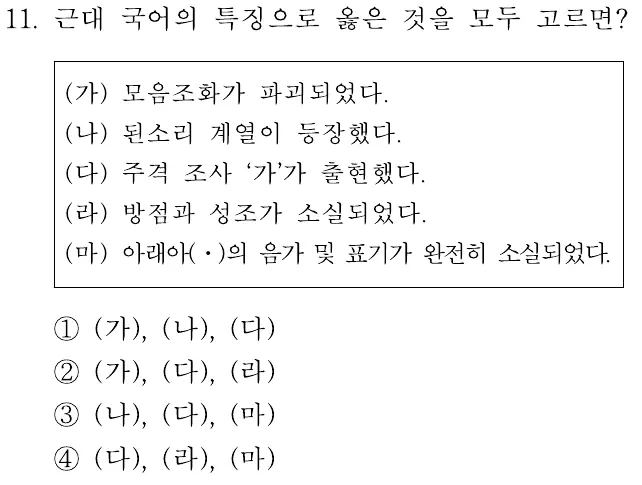 11. 근대 국어의 특징으로 옳은 것을 모두 고르면?
(가) 모음조화가 파괴되었다.
(나) 된소리 계열이 등장했다.
(다) 주격 조사 ‘가’가 출현했다.
(라) 방점과 성조가 소실되었다.
(마) 아래아(ㆍ)의 음가 및 표기가 완전히 소실되었다.
① (가), (나), (다)
② (가), (다), (라)
③ (나), (다), (마)
④ (다), (라), (마)